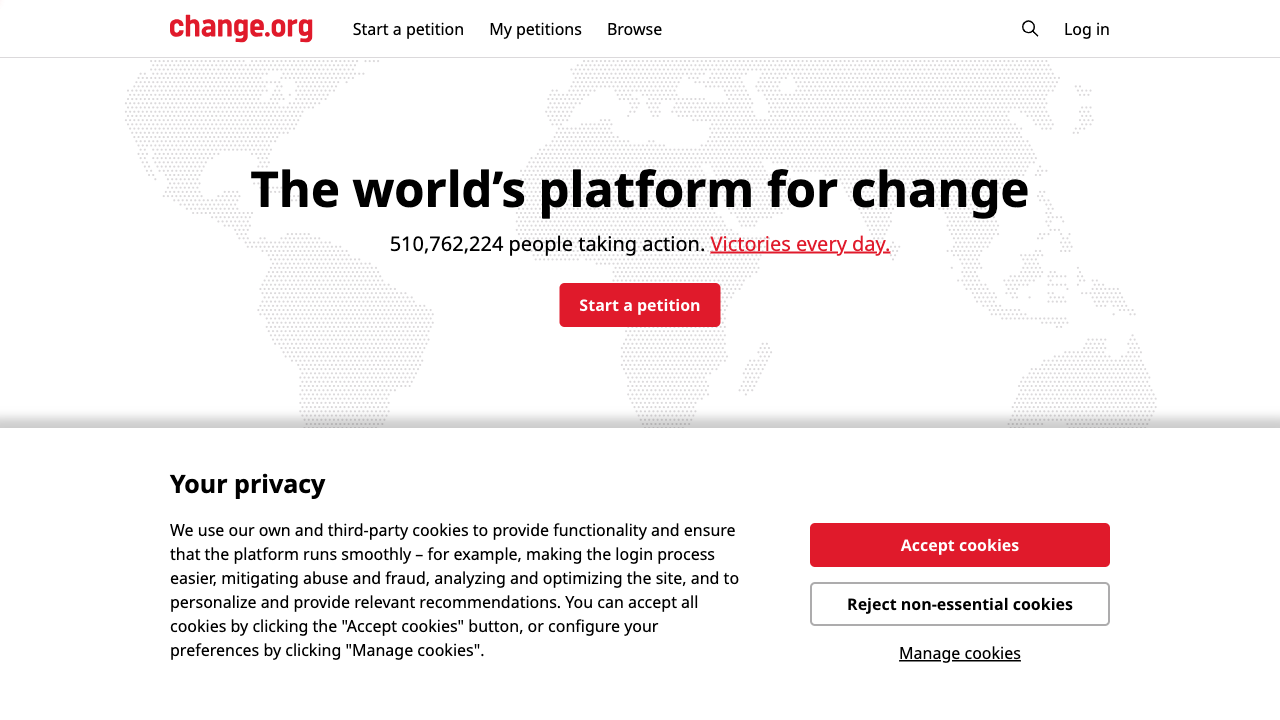 change.org
Start a petition
My petitions
Browse
Log in
The world’s platform for change
510,762,224 people taking action. Victories every day.
Start a petition
Your privacy
We use our own and third-party cookies to provide functionality and ensure
that the platform runs smoothly – for example, making the login process
easier, mitigating abuse and fraud, analyzing and optimizing the site, and to
personalize and provide relevant recommendations. You can accept all
cookies by clicking the "Accept cookies" button, or configure your
preferences by clicking "Manage cookies".
Accept cookies
Reject non-essential cookies
Manage cookies